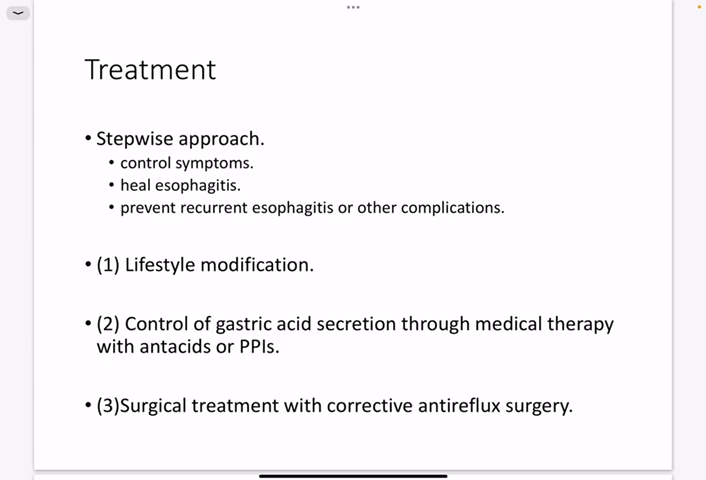 Treatment
• Stepwise approach.
• control symptoms.
• heal esophagitis.
• prevent recurrent esophagitis or other complications.
• (1) Lifestyle modification.
• (2) Control of gastric acid secretion through medical therapy
with antacids or PPIs.
• (3)Surgical treatment with corrective antireflux surgery.